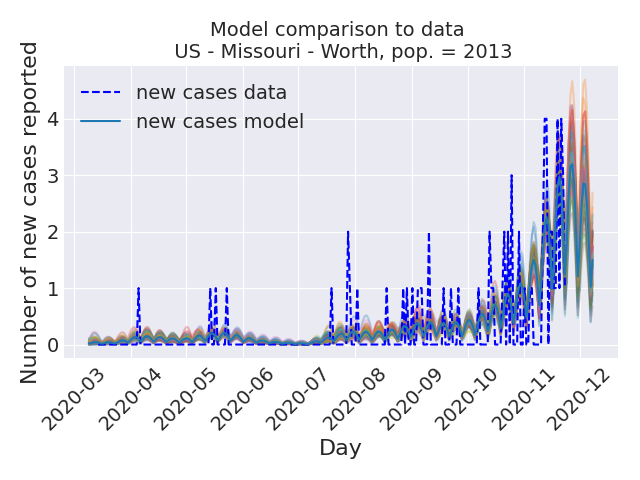 Model comparison to data
US - Missouri - Worth, pop. = 2013
Number of new cases reported
new cases data
new cases model
4
3
2
1
0
2020-03
2020-04
2020-05
2020-06
2020-07
2020-08
2020-09
2020-10
2020-11
2020-12
Day